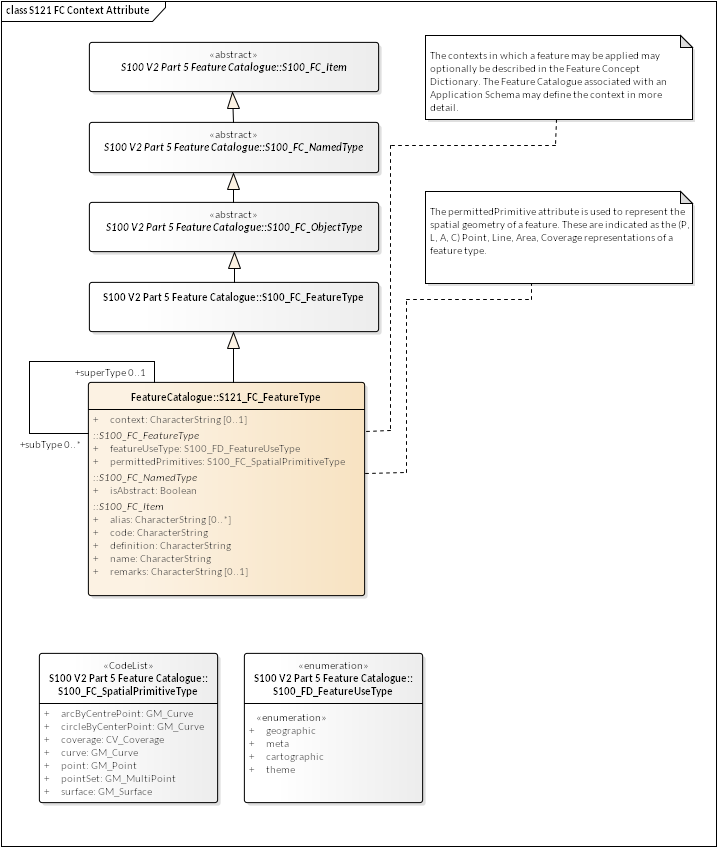 class S121 FC Context Attribute
«abstract»
S100 V2 Part 5 Feature Catalogue::S100_FC_Item
The contexts in which a feature may be applied may
optionally be described in the Feature Concept
Dictionary. The Feature Catalogue associated with an
Application Schema may define the context in more
detail.
«abstract»
S100 V2 Part 5 Feature Catalogue::S100_FC_NamedType
«abstract»
S100 V2 Part 5 Feature Catalogue::S100_FC_ObjectType
The permittedPrimitive attribute is used to represent the
spatial geometry of a feature. These are indicated as the (P,
L, A, C) Point, Line, Area, Coverage representations of a
feature type.
S100 V2 Part 5 Feature Catalogue::S100_FC_FeatureType
+superType 0..1
+subType 0..*
FeatureCatalogue::S121_FC_FeatureType
+ context: CharacterString [0..1]
::S100_FC_FeatureType
+ featureUseType: S100_FD_FeatureUseType
+ permittedPrimitives: S100_FC_SpatialPrimitiveType
::S100_FC_NamedType
+ isAbstract: Boolean
::S100_FC_Item
+ alias: CharacterString [0..*]
+ code: CharacterString
+ definition: CharacterString
+ name: CharacterString
+ remarks: CharacterString [0..1]
«CodeList»
S100 V2 Part 5 Feature Catalogue::
S100_FC_SpatialPrimitiveType
+ arcByCentrePoint: GM_Curve
+ circleByCenterPoint: GM_Curve
+ coverage: CV_Coverage
+ curve: GM_Curve
+ point: GM_Point
+ pointSet: GM_MultiPoint
+ surface: GM_Surface
«enumeration»
S100 V2 Part 5 Feature Catalogue::
S100_FD_FeatureUseType
«enumeration»
+ geographic
+ meta
+ cartographic
+ theme